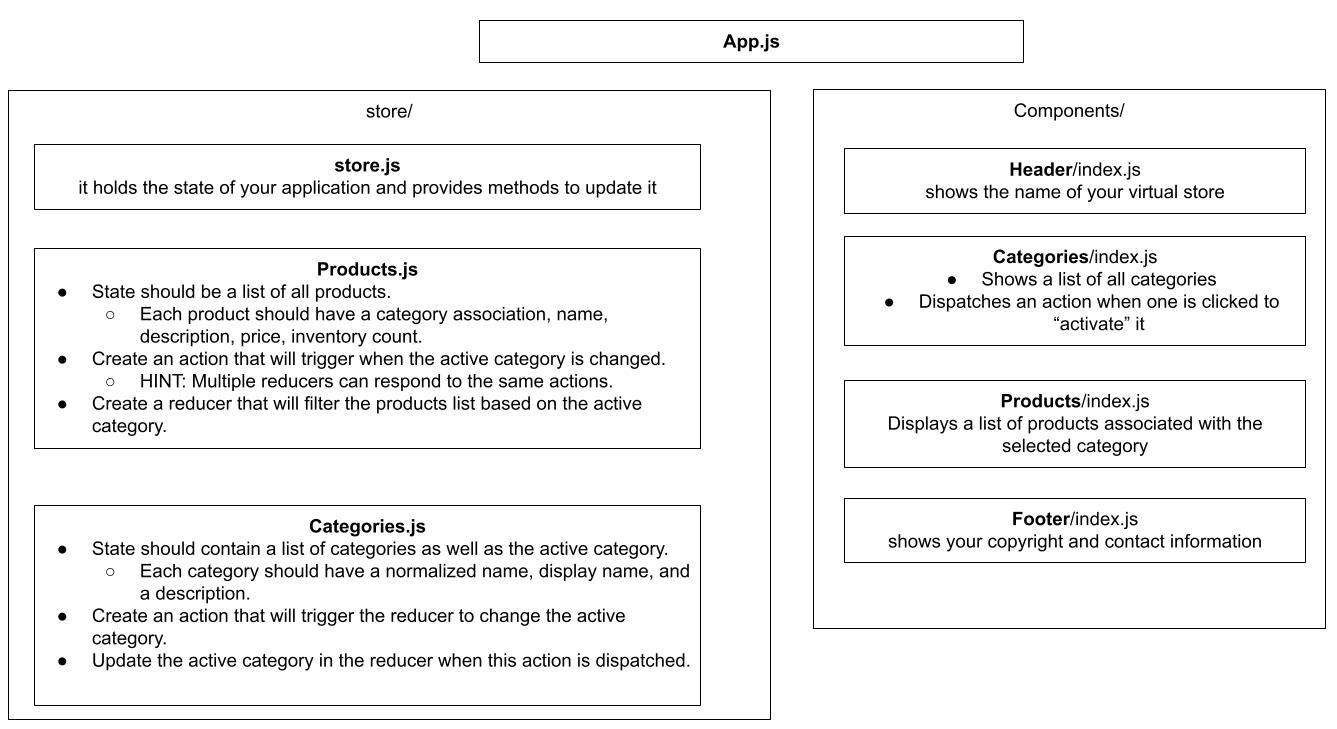 App.js
store/
store.js
it holds the state of your application and provides methods to update it
Products.js
● State should be a list of all products.
○ Each product should have a category association, name,
description, price, inventory count.
● Create an action that will trigger when the active category is changed.
○ HINT: Multiple reducers can respond to the same actions.
● Create a reducer that will filter the products list based on the active
category.
Categories.js
● State should contain a list of categories as well as the active category.
○ Each category should have a normalized name, display name, and
a description.
● Create an action that will trigger the reducer to change the active
category.
● Update the active category in the reducer when this action is dispatched.
Components/
Header/index.js
shows the name of your virtual store
Categories/index.js
● Shows a list of all categories
● Dispatches an action when one is clicked to
“activate” it
Products/index.js
Displays a list of products associated with the
selected category
Footer/index.js
shows your copyright and contact information